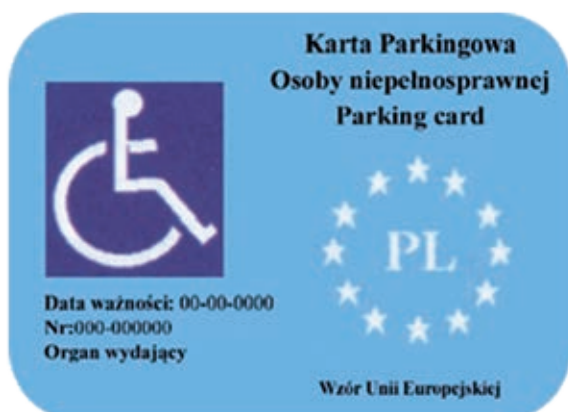 Karta Parkingowa
Osoby niepełnosprawnej
Parking card
PL
Data ważności: 00-00-0000
Nr:000-000000
Organ wydający
Wzór Unii Europejskiej